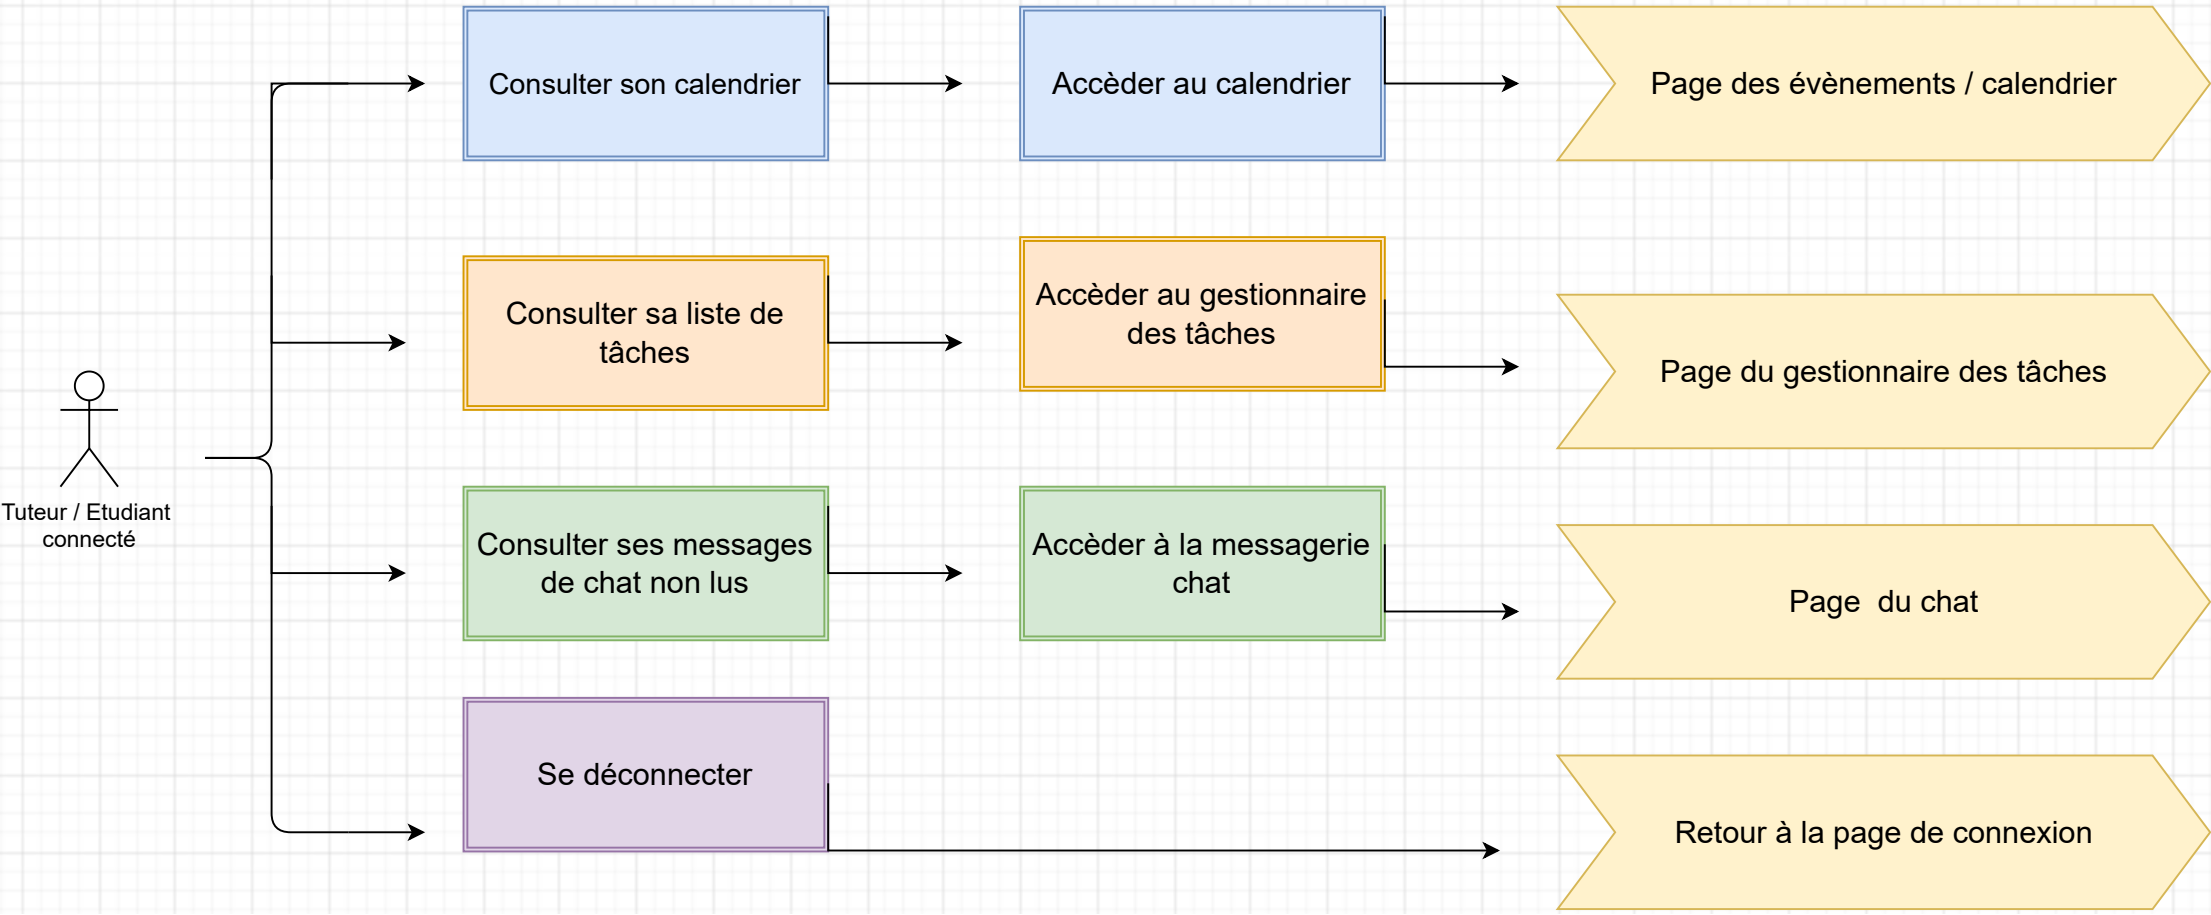 Consulter son calendrier
Accèder au calendrier
Page des évènements / calendrier
Consulter sa liste de
tâches
Accèder au gestionnaire
des tâches
Page du gestionnaire des tâches
Tuteur / Etudiant
connecté
Consulter ses messages
de chat non lus
Accèder à la messagerie
chat
Page  du chat
Se déconnecter
Retour à la page de connexion